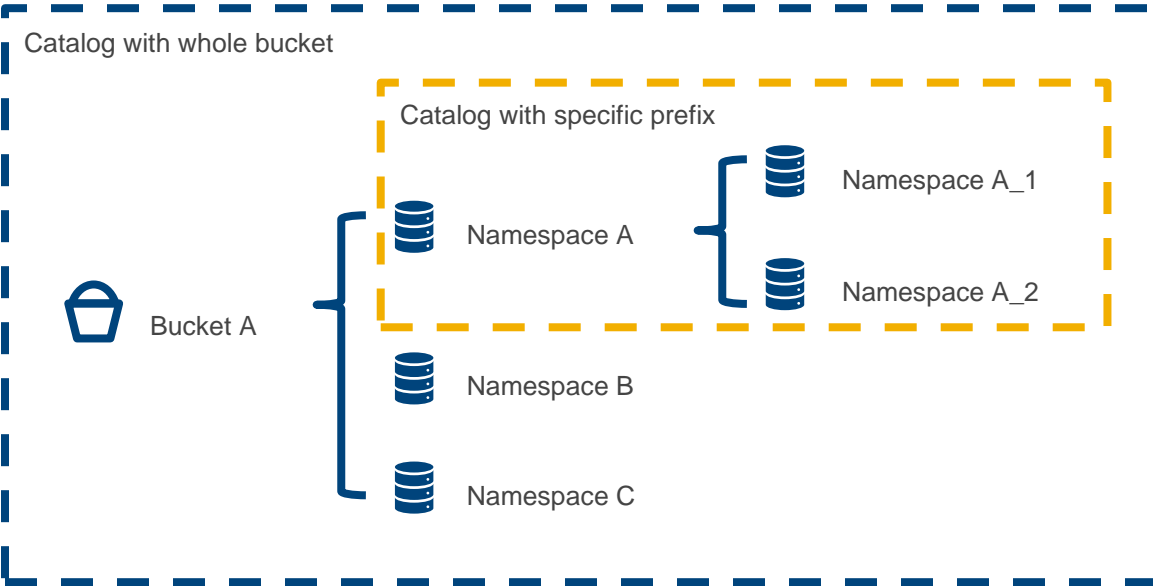 Catalog with whole bucket
Catalog with specific prefix
Namespace A_1
Namespace A
Namespace A_2
Bucket A
Namespace B
Namespace C